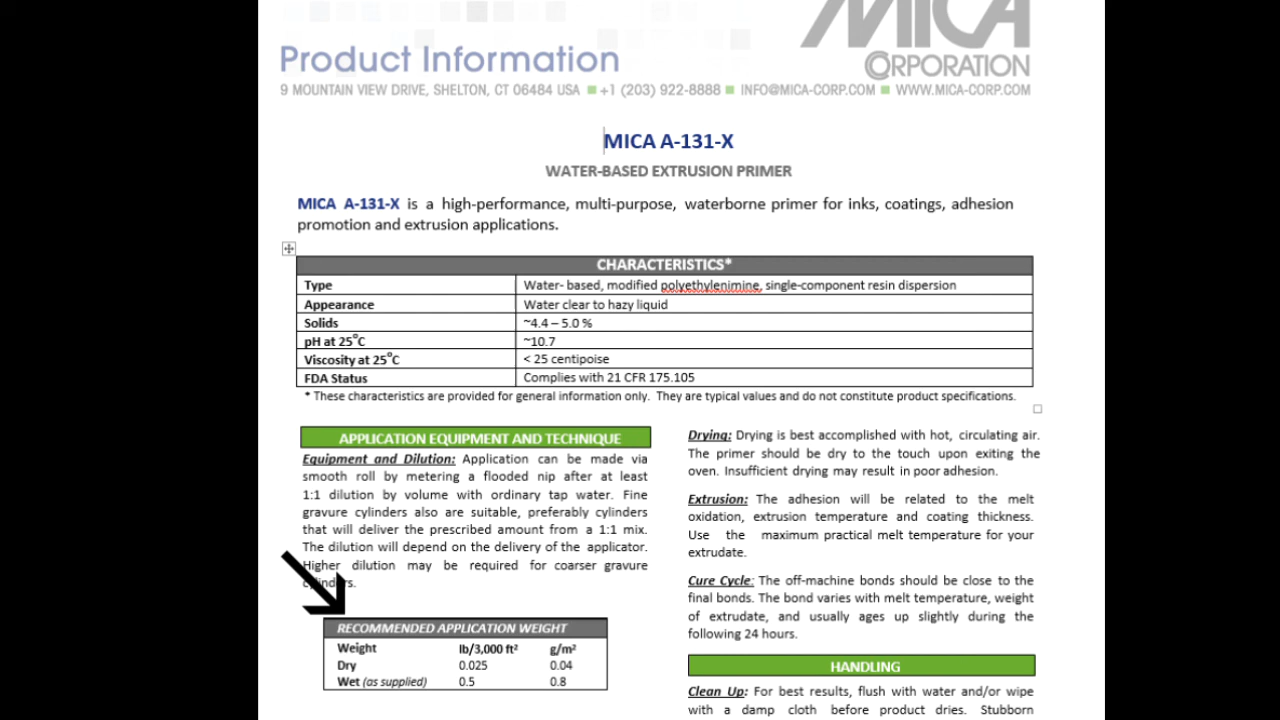 MICA
Product Information
CORPORATION
9 MOUNTAIN VIEW DRIVE, SHELTON, CT 06484 USA ■ +1 (203) 922-8888 ■ INFO@MICA-CORP.COM ■ WWW.MICA-CORP.COM
MICA A-131-X
WATER-BASED EXTRUSION PRIMER
MICA A-131-X is a high-performance, multi-purpose, waterborne primer for inks, coatings, adhesion
promotion and extrusion applications.
CHARACTERISTICS*
Type Water- based, modified polyethylenimine, single-component resin dispersion
Appearance Water clear to hazy liquid
Solids ~4.4 – 5.0 %
pH at 25°C ~10.7
Viscosity at 25°C < 25 centipoise
FDA Status Complies with 21 CFR 175.105
* These characteristics are provided for general information only. They are typical values and do not constitute product specifications.
APPLICATION EQUIPMENT AND TECHNIQUE
Equipment and Dilution: Application can be made via
smooth roll by metering a flooded nip after at least
1:1 dilution by volume with ordinary tap water. Fine
gravure cylinders also are suitable, preferably cylinders
that will deliver the prescribed amount from a 1:1 mix.
The dilution will depend on the delivery of the applicator.
Higher dilution may be required for coarser gravure
cylinders.
RECOMMENDED APPLICATION WEIGHT
Weight lb/3,000 ft² g/m²
Dry 0.025 0.04
Wet (as supplied) 0.5 0.8
Drying: Drying is best accomplished with hot, circulating air.
The primer should be dry to the touch upon exiting the
oven. Insufficient drying may result in poor adhesion.
Extrusion: The adhesion will be related to the melt
oxidation, extrusion temperature and coating thickness.
Use the maximum practical melt temperature for your
extrudate.
Cure Cycle: The off-machine bonds should be close to the
final bonds. The bond varies with melt temperature, weight
of extrudate, and usually ages up slightly during the
following 24 hours.
HANDLING
Clean Up: For best results, flush with water and/or wipe
with a damp cloth before product dries. Stubborn